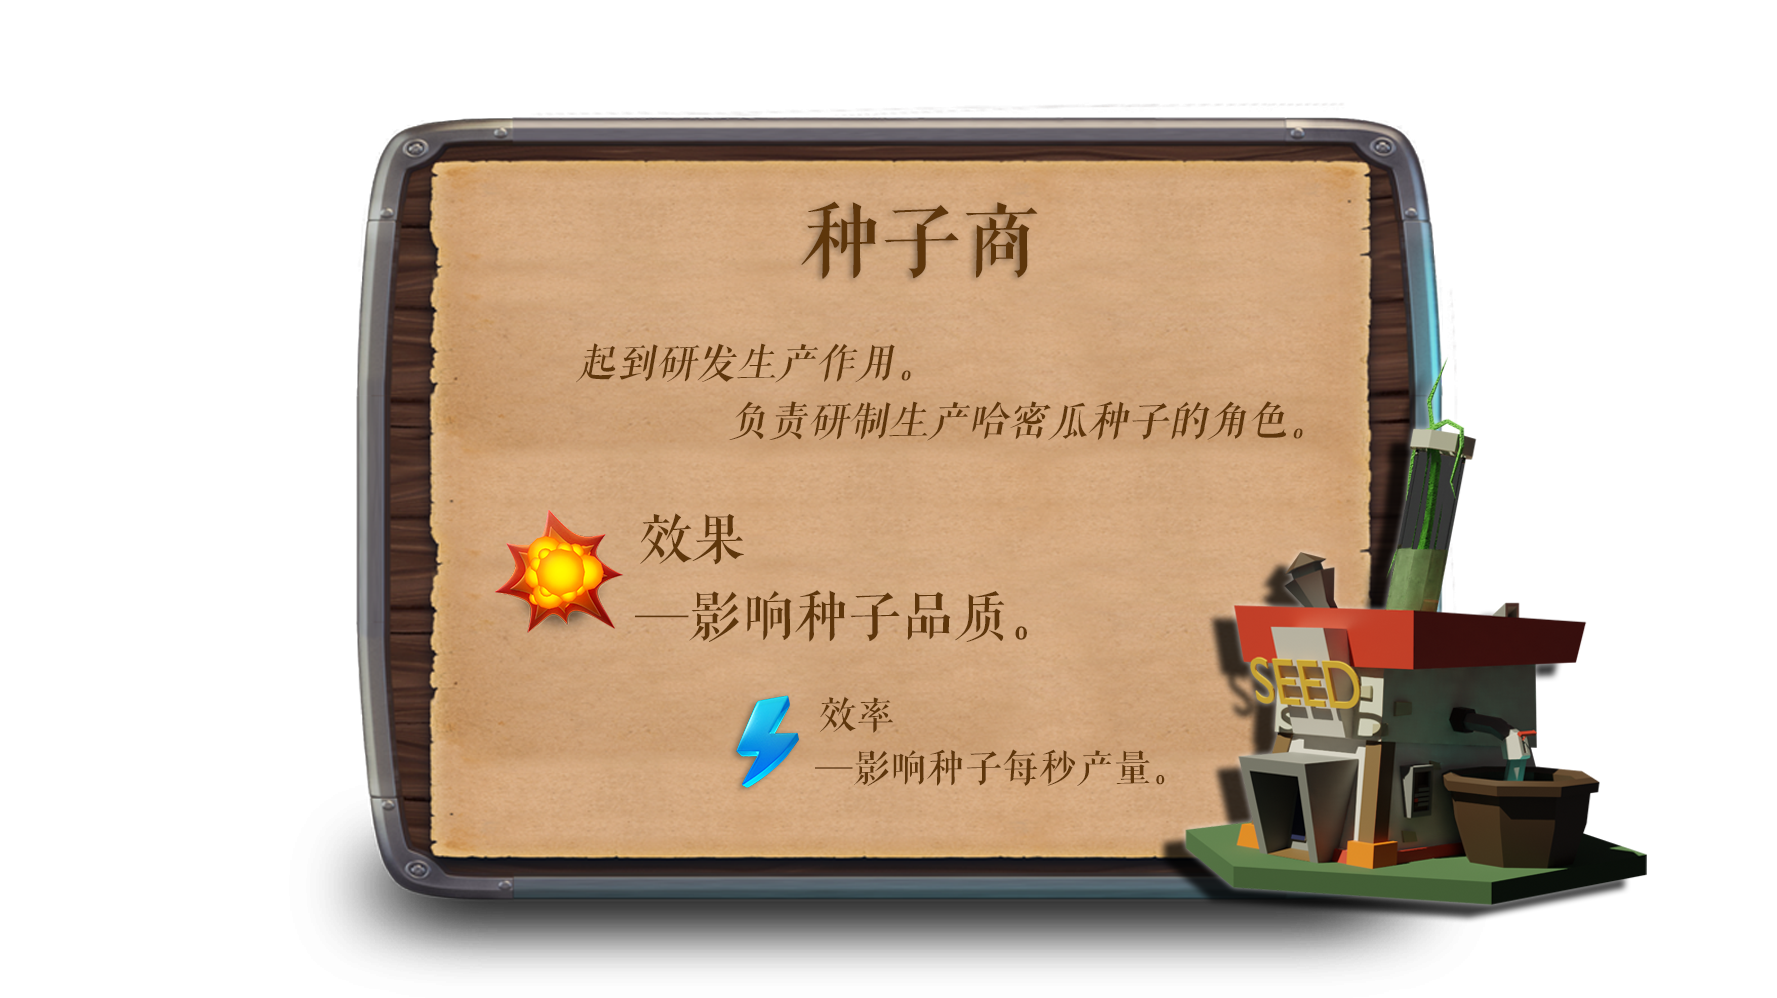 种子商
起到研发生产作用。
负责研制生产哈密瓜种子的角色。
效果
—影响种子品质。
效率
—影响种子每秒产量。
SEED